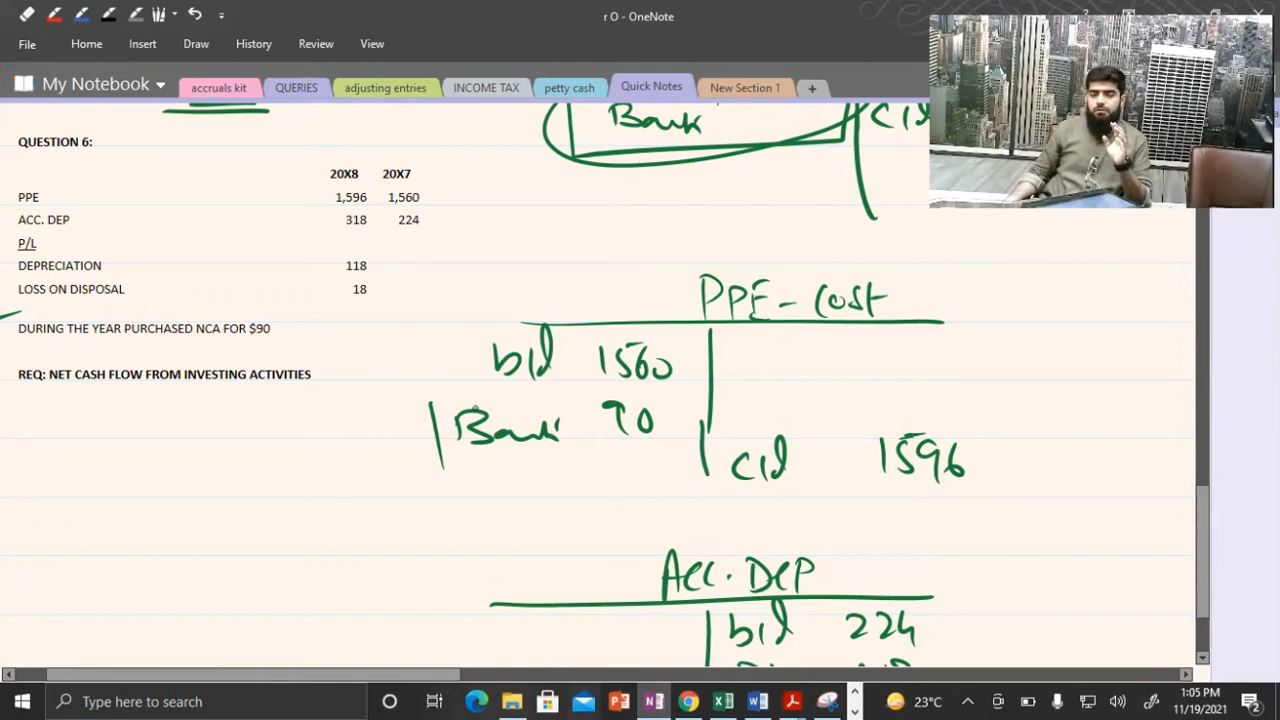 r O - OneNote
File Home Insert Draw History Review View
My Notebook accruals kit QUERIES adjusting entries INCOME TAX petty cash Quick Notes New Section 1
Bank c/d
QUESTION 6:
20X8 20X7
PPE 1,596 1,560
ACC. DEP 318 224
P/L
DEPRECIATION 118
LOSS ON DISPOSAL 18
DURING THE YEAR PURCHASED NCA FOR $90
REQ: NET CASH FLOW FROM INVESTING ACTIVITIES
PPE - Cost
b/d 1560
Bank 90
c/d 1596
Acc. Dep
b/d 224
Type here to search
23°C
1:05 PM
11/19/2021
2